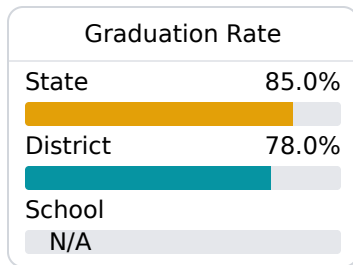 Graduation Rate
State 85.0%
District 78.0%
School
N/A